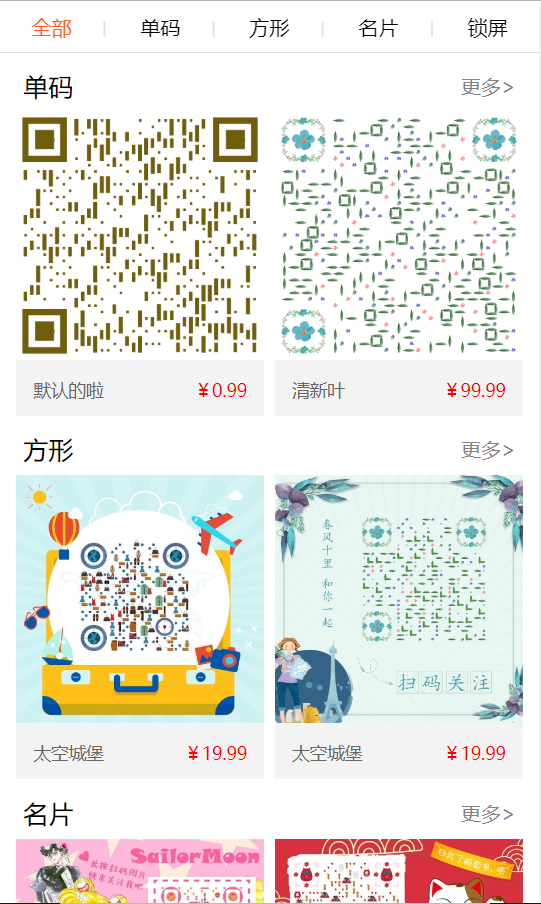 全部 单码 方形 名片 锁屏
单码 更多>
默认的啦 ￥0.99 清新叶 ￥99.99
方形 更多>
春风十里 和你一起
扫码关注
太空城堡 ￥19.99 太空城堡 ￥19.99
名片 更多>
SailorMoon
长按扫码图片
快来关注我吧